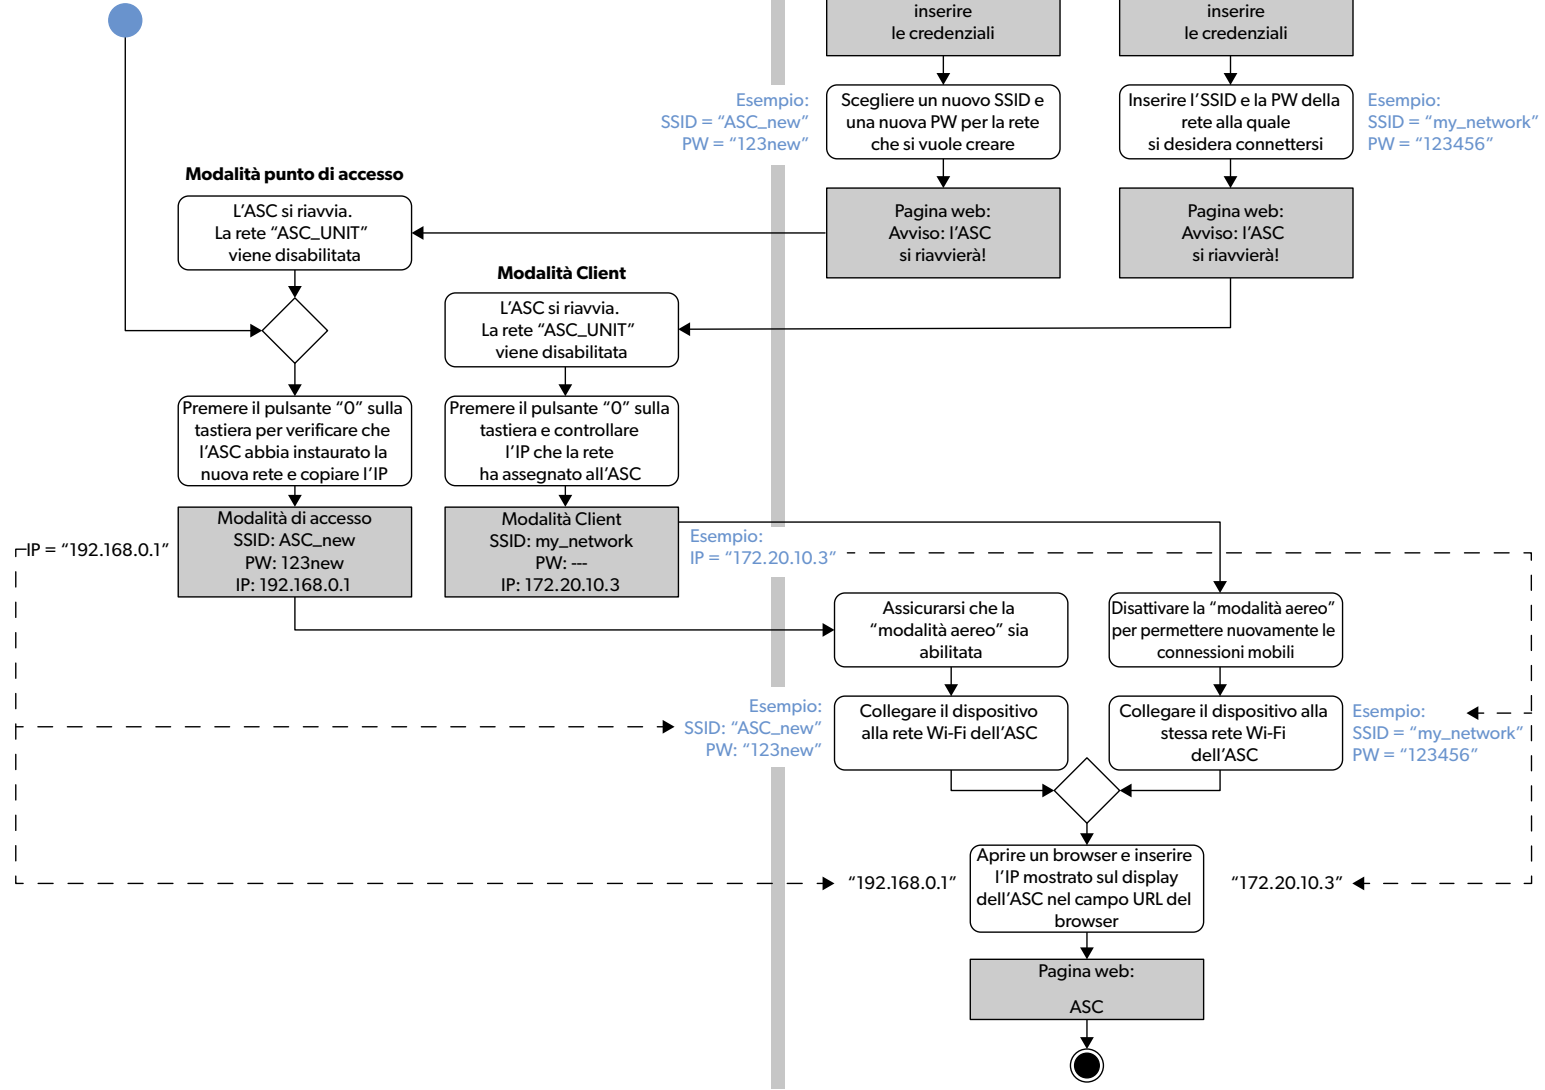 inserire
le credenziali
inserire
le credenziali
Esempio:
SSID = “ASC_new”
PW = “123new”
Scegliere un nuovo SSID e
una nuova PW per la rete
che si vuole creare
Inserire l’SSID e la PW della
rete alla quale
si desidera connettersi
Esempio:
SSID = “my_network”
PW = “123456”
Modalità punto di accesso
L’ASC si riavvia.
La rete “ASC_UNIT”
viene disabilitata
Pagina web:
Avviso: l’ASC
si riavvierà!
Pagina web:
Avviso: l’ASC
si riavvierà!
Modalità Client
L’ASC si riavvia.
La rete “ASC_UNIT”
viene disabilitata
Premere il pulsante “0” sulla
tastiera per verificare che
l’ASC abbia instaurato la
nuova rete e copiare l’IP
Premere il pulsante “0” sulla
tastiera e controllare
l’IP che la rete
ha assegnato all’ASC
IP = “192.168.0.1”
Modalità di accesso
SSID: ASC_new
PW: 123new
IP: 192.168.0.1
Modalità Client
SSID: my_network
PW: ---
IP: 172.20.10.3
Esempio:
IP = “172.20.10.3”
Assicurarsi che la
“modalità aereo” sia
abilitata
Disattivare la “modalità aereo”
per permettere nuovamente le
connessioni mobili
Esempio:
SSID: “ASC_new”
PW: “123new”
Collegare il dispositivo
alla rete Wi-Fi dell’ASC
Collegare il dispositivo alla
stessa rete Wi-Fi
dell’ASC
Esempio:
SSID = “my_network”
PW = “123456”
“192.168.0.1”
Aprire un browser e inserire
l’IP mostrato sul display
dell’ASC nel campo URL del
browser
“172.20.10.3”
Pagina web:
ASC